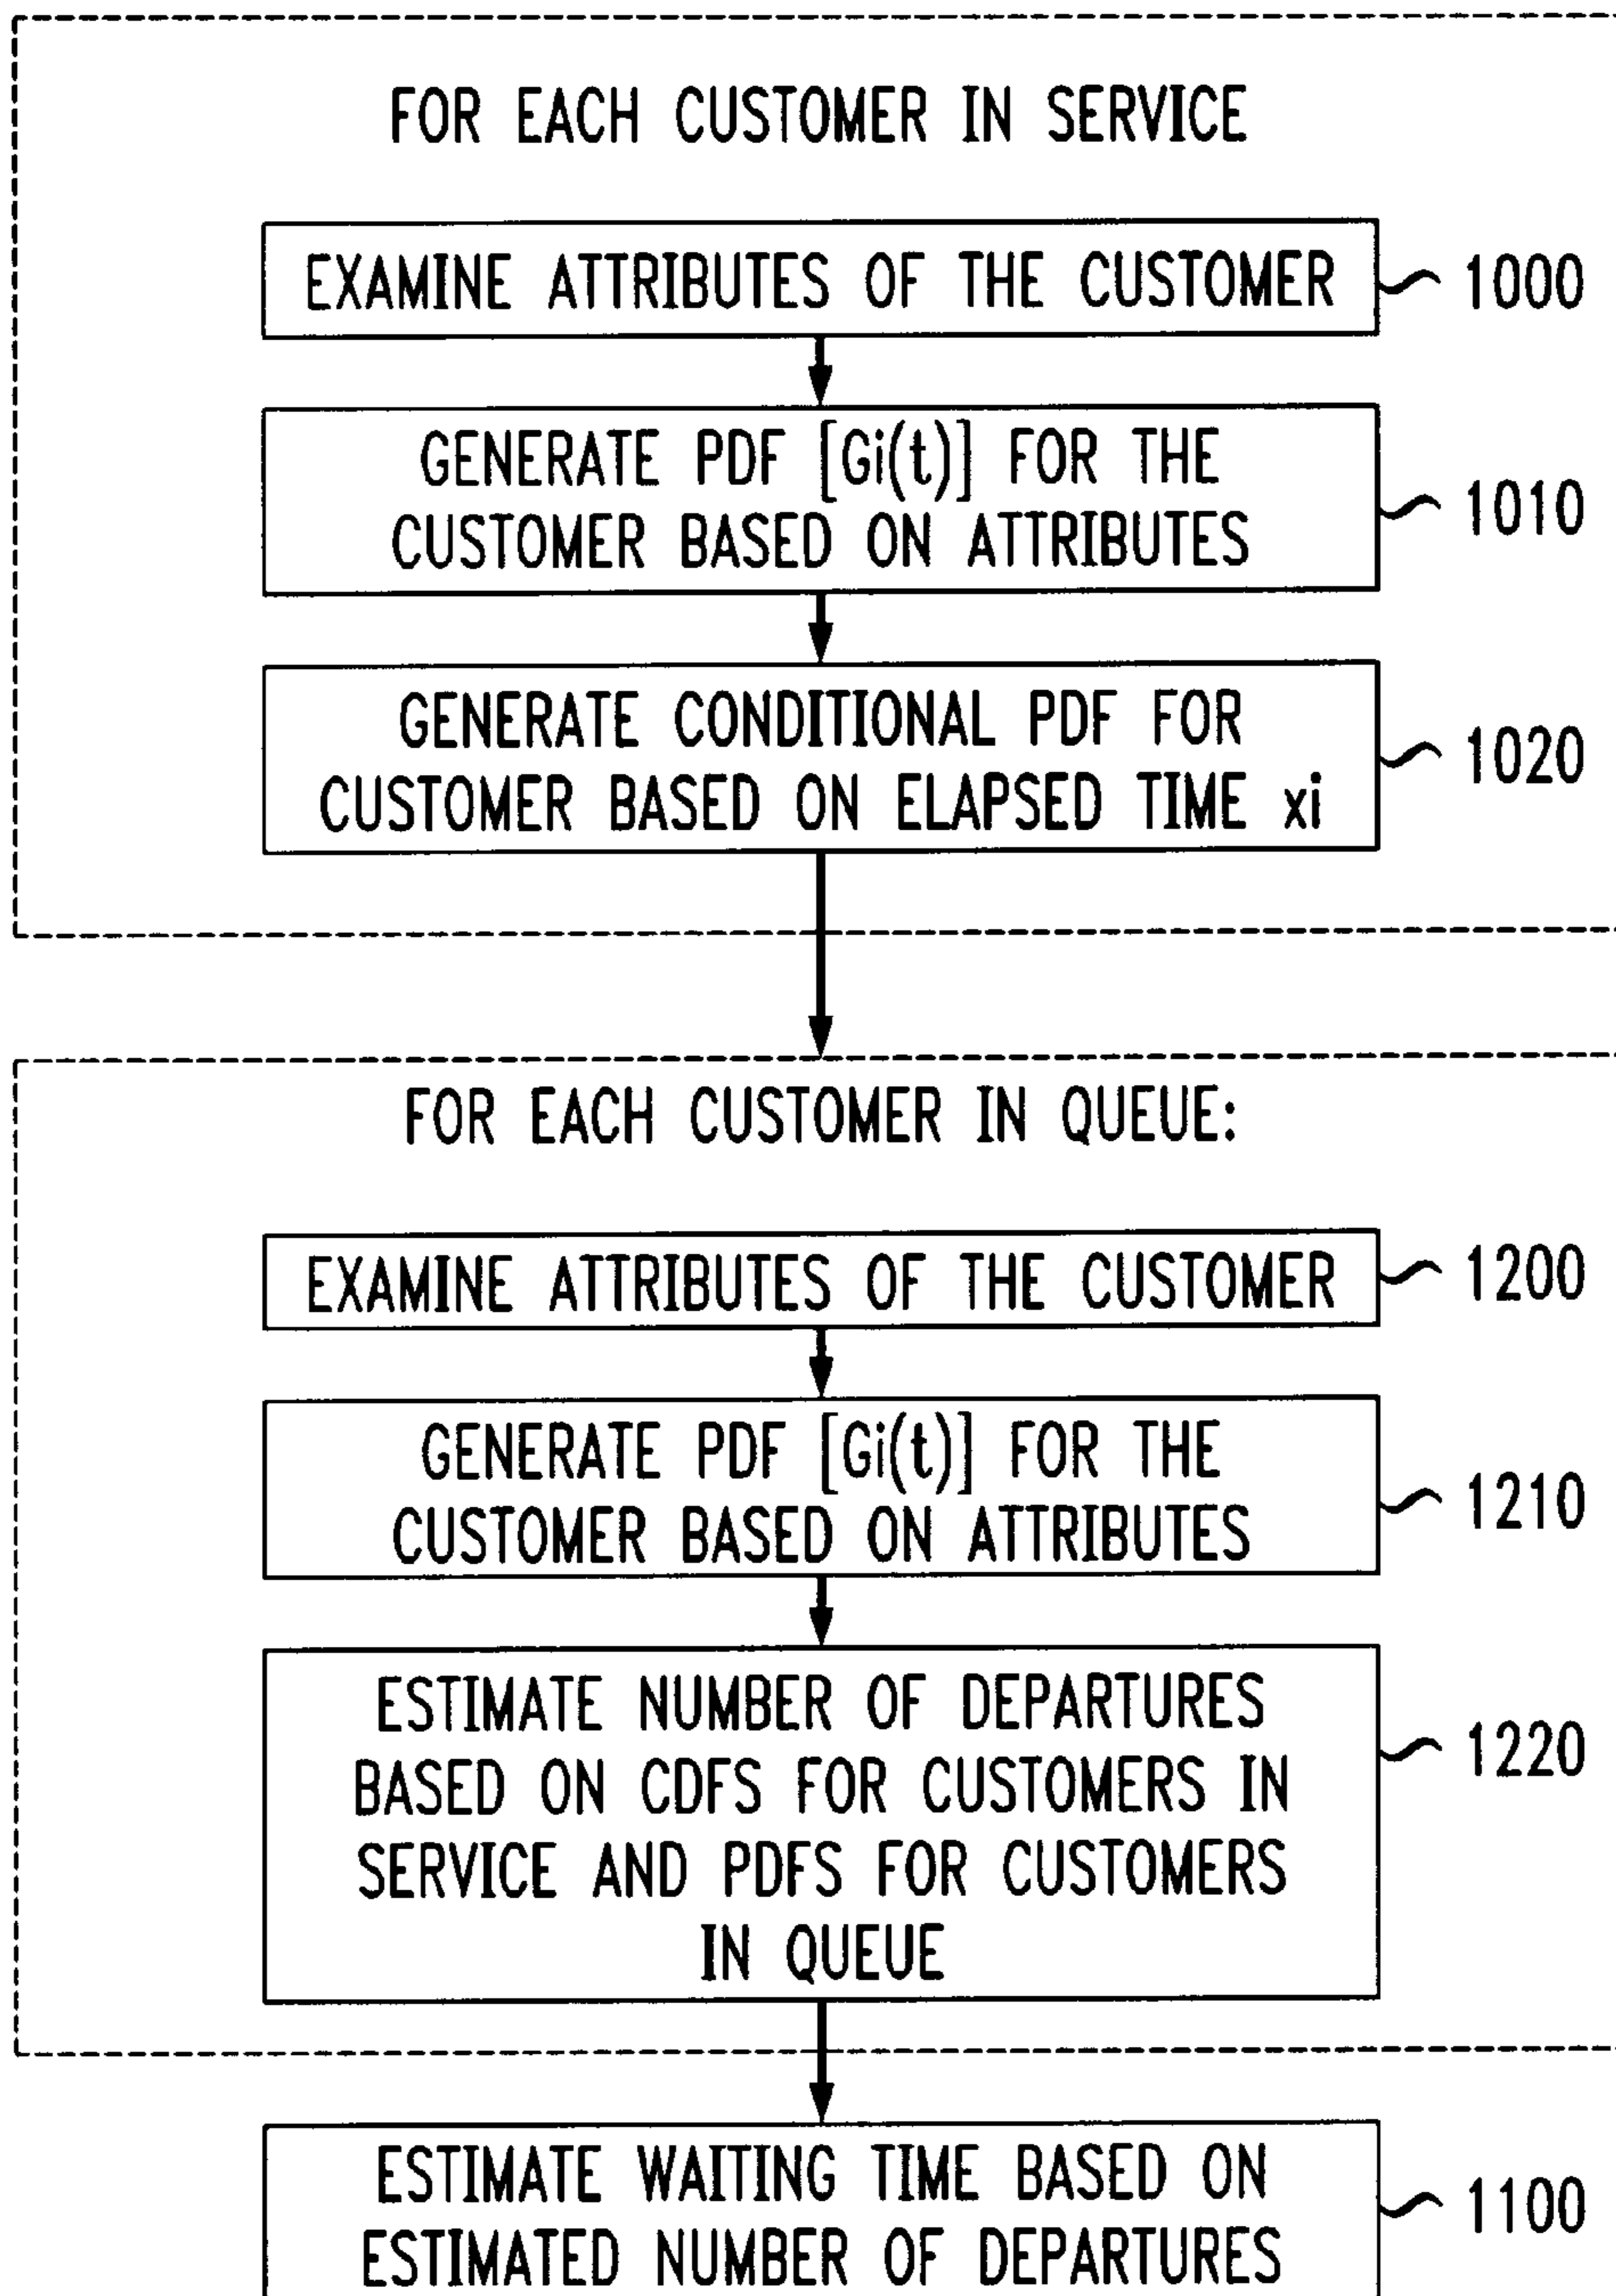 FOR EACH CUSTOMER IN SERVICE
EXAMINE ATTRIBUTES OF THE CUSTOMER
1000
GENERATE PDF [Gi(t)] FOR THE
CUSTOMER BASED ON ATTRIBUTES
1010
GENERATE CONDITIONAL PDF FOR
CUSTOMER BASED ON ELAPSED TIME xi
1020
FOR EACH CUSTOMER IN QUEUE:
EXAMINE ATTRIBUTES OF THE CUSTOMER
1200
GENERATE PDF [Gi(t)] FOR THE
CUSTOMER BASED ON ATTRIBUTES
1210
ESTIMATE NUMBER OF DEPARTURES
BASED ON CDFS FOR CUSTOMERS IN
SERVICE AND PDFS FOR CUSTOMERS
IN QUEUE
1220
ESTIMATE WAITING TIME BASED ON
ESTIMATED NUMBER OF DEPARTURES
1100